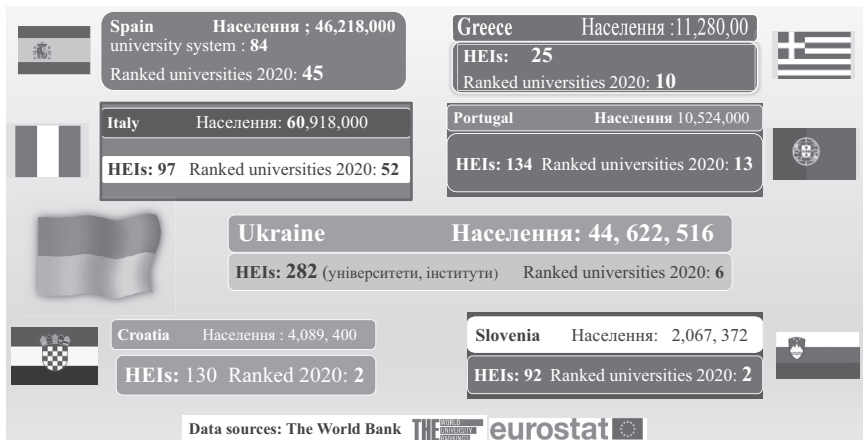 Spain Населення ; 46,218,000
university system : 84
Ranked universities 2020: 45
Greece Населення :11,280,00
HEIs: 25
Ranked universities 2020: 10
Italy Населення: 60,918,000
HEIs: 97 Ranked universities 2020: 52
Portugal Населення 10,524,000
HEIs: 134 Ranked universities 2020: 13
Ukraine Населення: 44, 622, 516
HEIs: 282 (університети, інститути) Ranked universities 2020: 6
Croatia Населення : 4,089, 400
HEIs: 130 Ranked 2020: 2
Slovenia Населення: 2,067, 372
HEIs: 92 Ranked universities 2020: 2
Data sources: The World Bank THE WORLD UNIVERSITY RANKINGS eurostat